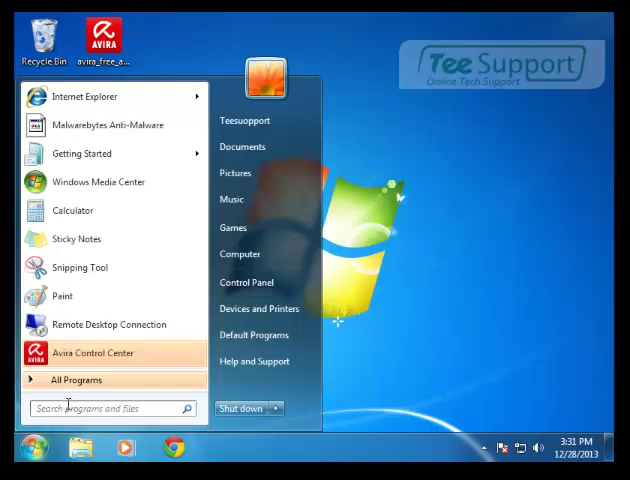 Recycle Bin
avira_free_a...
Tee Support
Online Tech Support
Internet Explorer
Malwarebytes Anti-Malware
Getting Started
Windows Media Center
Calculator
Sticky Notes
Snipping Tool
Paint
Remote Desktop Connection
Avira Control Center
All Programs
Search programs and files
Teesuopport
Documents
Pictures
Music
Games
Computer
Control Panel
Devices and Printers
Default Programs
Help and Support
Shut down
3:31 PM
12/28/2013